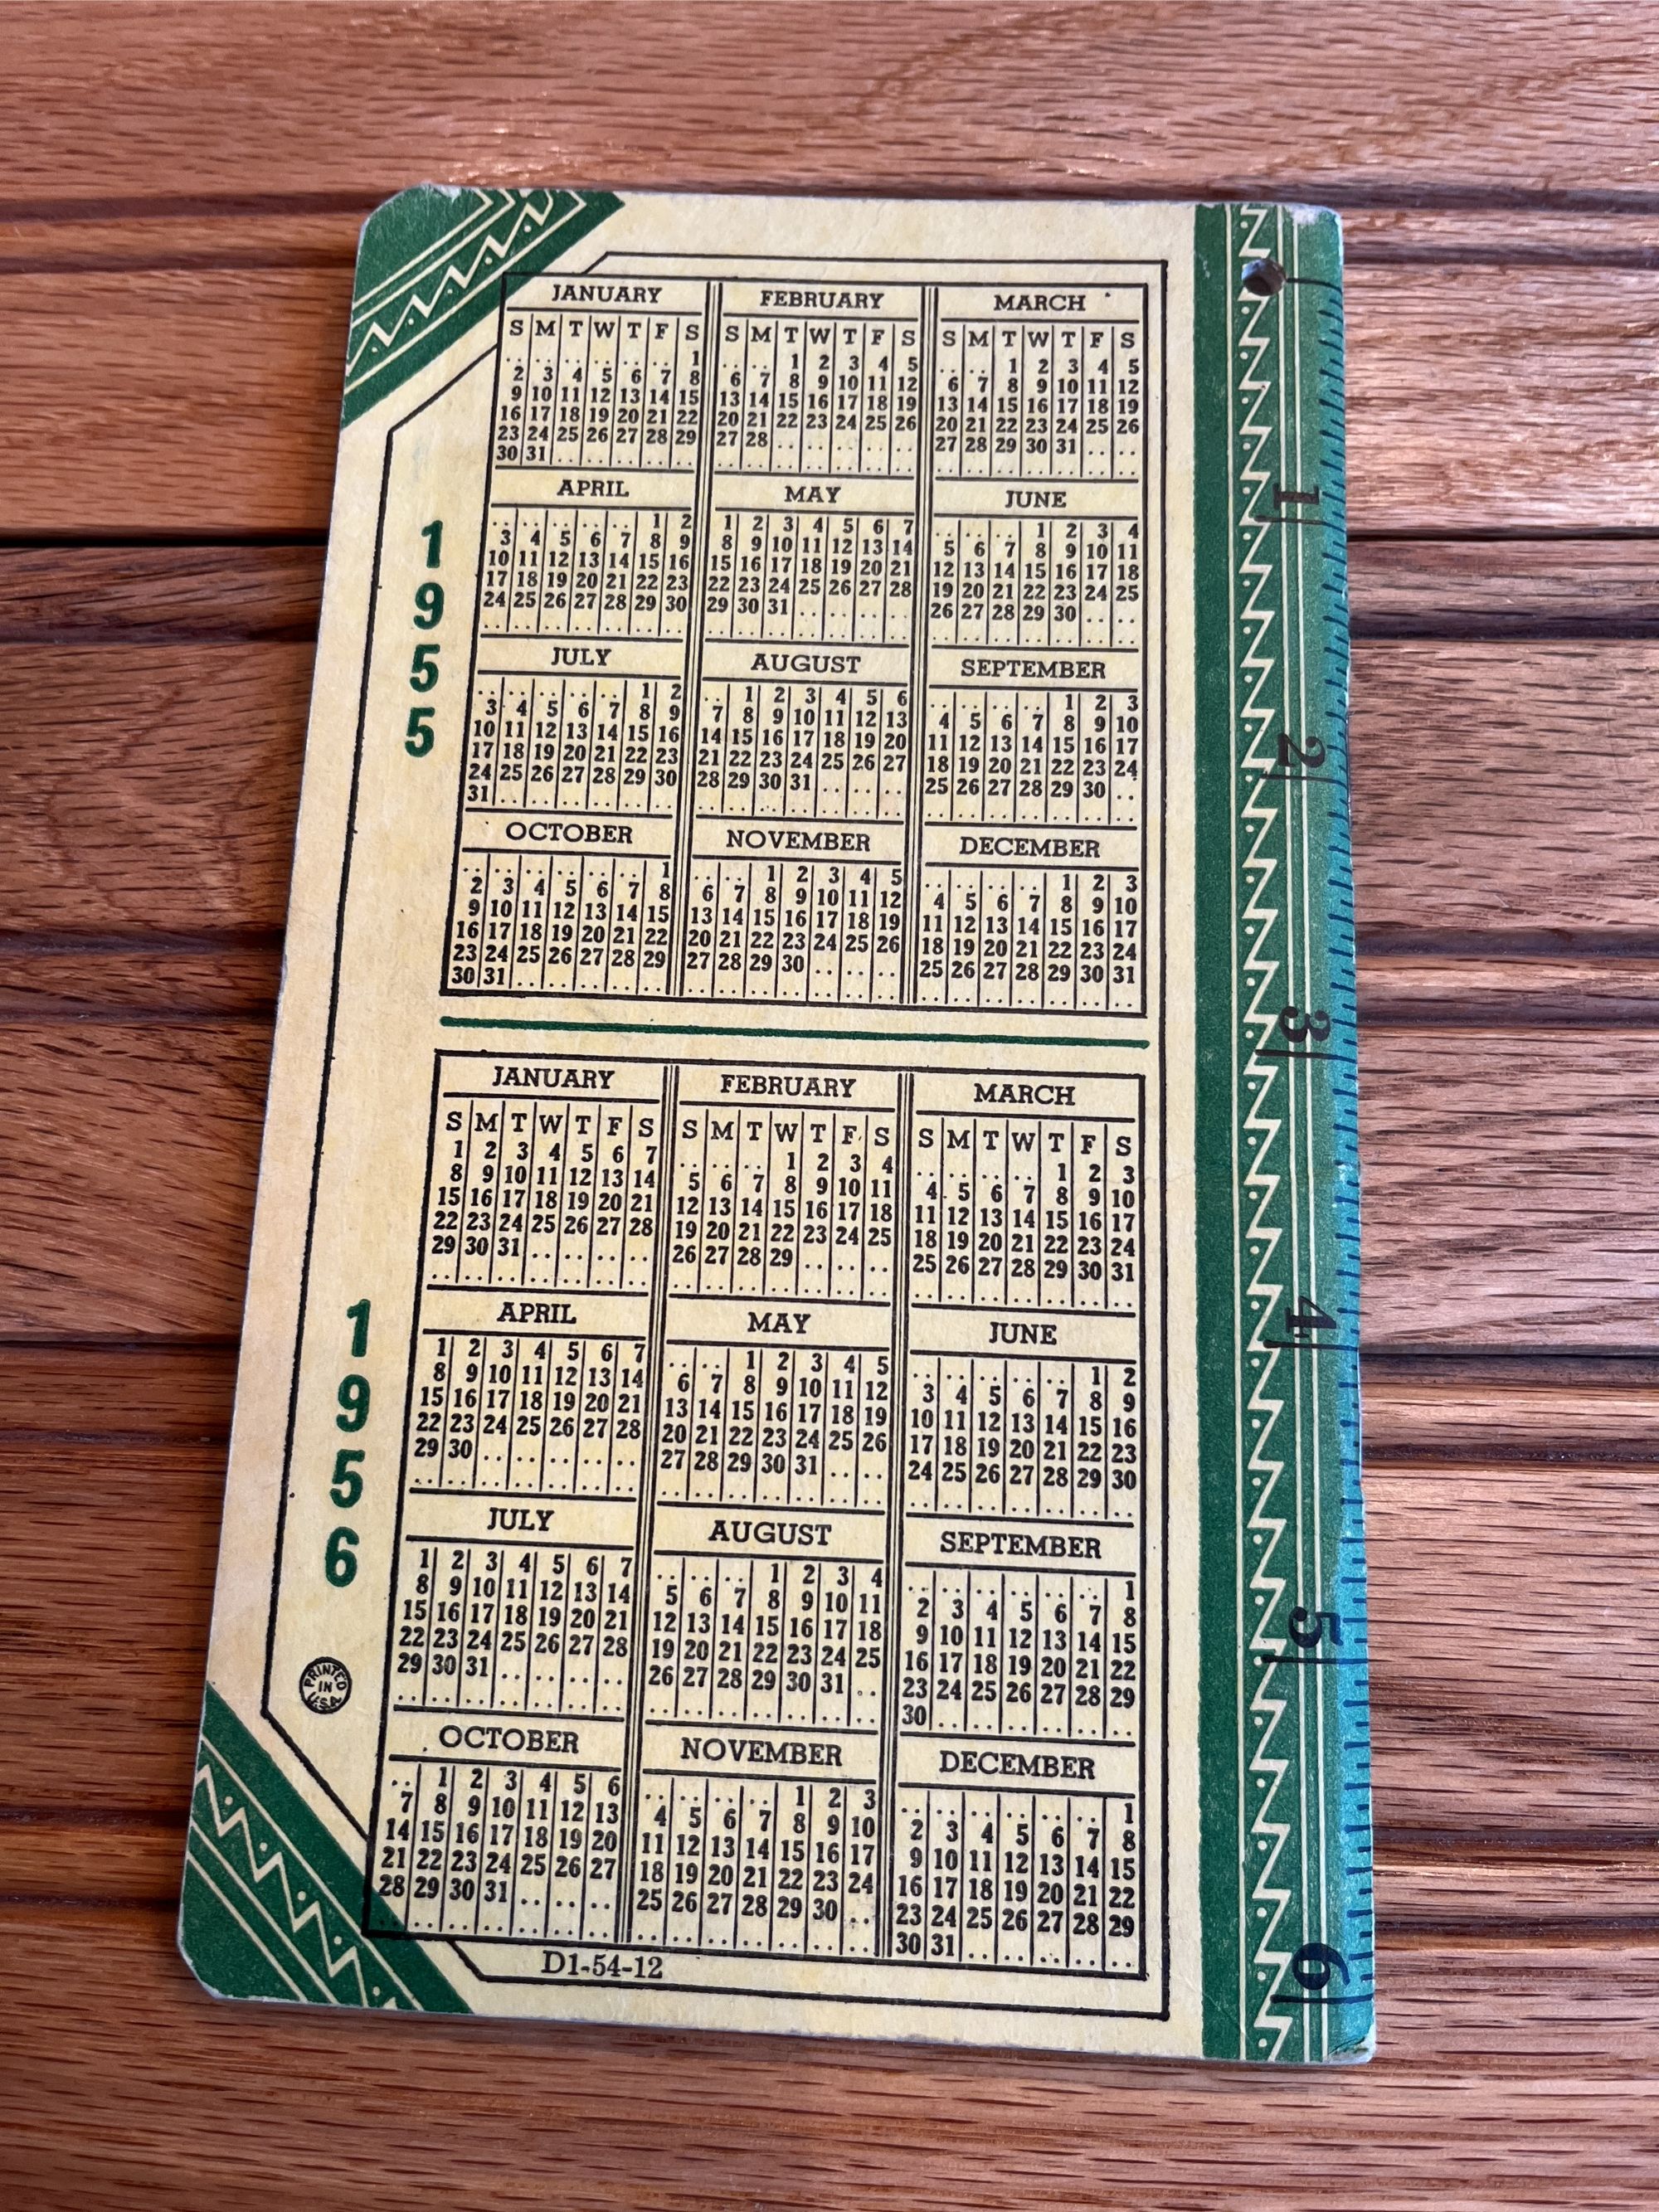 1955
JANUARY
S M T W T F S
1
2 3 4 5 6 7 8
9 10 11 12 13 14 15
16 17 18 19 20 21 22
23 24 25 26 27 28 29
30 31
FEBRUARY
S M T W T F S
1 2 3 4 5
6 7 8 9 10 11 12
13 14 15 16 17 18 19
20 21 22 23 24 25 26
27 28
MARCH
S M T W T F S
1 2 3 4 5
6 7 8 9 10 11 12
13 14 15 16 17 18 19
20 21 22 23 24 25 26
27 28 29 30 31
APRIL
1 2
3 4 5 6 7 8 9
10 11 12 13 14 15 16
17 18 19 20 21 22 23
24 25 26 27 28 29 30
MAY
1 2 3 4 5 6 7
8 9 10 11 12 13 14
15 16 17 18 19 20 21
22 23 24 25 26 27 28
29 30 31
JUNE
1 2 3 4
5 6 7 8 9 10 11
12 13 14 15 16 17 18
19 20 21 22 23 24 25
26 27 28 29 30
JULY
1 2
3 4 5 6 7 8 9
10 11 12 13 14 15 16
17 18 19 20 21 22 23
24 25 26 27 28 29 30
31
AUGUST
1 2 3 4 5 6
7 8 9 10 11 12 13
14 15 16 17 18 19 20
21 22 23 24 25 26 27
28 29 30 31
SEPTEMBER
1 2 3
4 5 6 7 8 9 10
11 12 13 14 15 16 17
18 19 20 21 22 23 24
25 26 27 28 29 30
OCTOBER
1
2 3 4 5 6 7 8
9 10 11 12 13 14 15
16 17 18 19 20 21 22
23 24 25 26 27 28 29
30 31
NOVEMBER
1 2 3 4 5
6 7 8 9 10 11 12
13 14 15 16 17 18 19
20 21 22 23 24 25 26
27 28 29 30
DECEMBER
1 2 3
4 5 6 7 8 9 10
11 12 13 14 15 16 17
18 19 20 21 22 23 24
25 26 27 28 29 30 31
1956
JANUARY
S M T W T F S
1 2 3 4 5 6 7
8 9 10 11 12 13 14
15 16 17 18 19 20 21
22 23 24 25 26 27 28
29 30 31
FEBRUARY
S M T W T F S
1 2 3 4
5 6 7 8 9 10 11
12 13 14 15 16 17 18
19 20 21 22 23 24 25
26 27 28 29
MARCH
S M T W T F S
1 2 3
4 5 6 7 8 9 10
11 12 13 14 15 16 17
18 19 20 21 22 23 24
25 26 27 28 29 30 31
APRIL
1 2 3 4 5 6 7
8 9 10 11 12 13 14
15 16 17 18 19 20 21
22 23 24 25 26 27 28
29 30
MAY
1 2 3 4 5
6 7 8 9 10 11 12
13 14 15 16 17 18 19
20 21 22 23 24 25 26
27 28 29 30 31
JUNE
1 2
3 4 5 6 7 8 9
10 11 12 13 14 15 16
17 18 19 20 21 22 23
24 25 26 27 28 29 30
JULY
1 2 3 4 5 6 7
8 9 10 11 12 13 14
15 16 17 18 19 20 21
22 23 24 25 26 27 28
29 30 31
AUGUST
1 2 3 4
5 6 7 8 9 10 11
12 13 14 15 16 17 18
19 20 21 22 23 24 25
26 27 28 29 30 31
SEPTEMBER
1
2 3 4 5 6 7 8
9 10 11 12 13 14 15
16 17 18 19 20 21 22
23 24 25 26 27 28 29
30
OCTOBER
1 2 3 4 5 6
7 8 9 10 11 12 13
14 15 16 17 18 19 20
21 22 23 24 25 26 27
28 29 30 31
NOVEMBER
1 2 3
4 5 6 7 8 9 10
11 12 13 14 15 16 17
18 19 20 21 22 23 24
25 26 27 28 29 30
DECEMBER
1
2 3 4 5 6 7 8
9 10 11 12 13 14 15
16 17 18 19 20 21 22
23 24 25 26 27 28 29
30 31
PRINTED
IN
U.S.A.
D1-54-12
1
2
3
4
5
6